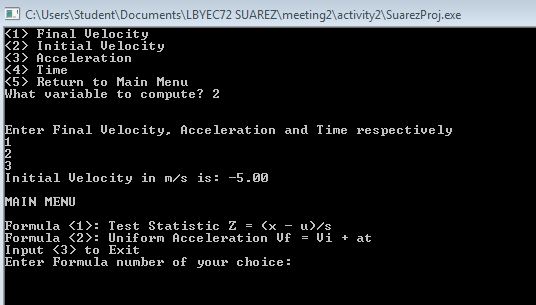 C:\Users\Student\Documents\LBYEC72 SUAREZ\meeting2\activity2\SuarezProj.exe
<1> Final Velocity
<2> Initial Velocity
<3> Acceleration
<4> Time
<5> Return to Main Menu
What variable to compute? 2
Enter Final Velocity, Acceleration and Time respectively
1
2
3
Initial Velocity in m/s is: -5.00
MAIN MENU
Formula <1>: Test Statistic Z = (x - u)/s
Formula <2>: Uniform Acceleration Vf = Vi + at
Input <3> to Exit
Enter Formula number of your choice: